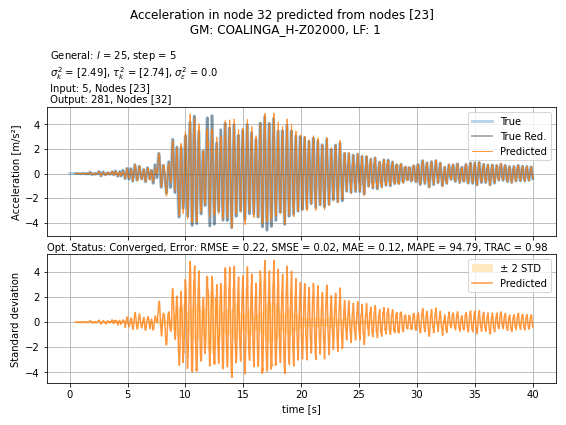 Acceleration in node 32 predicted from nodes [23]
GM: COALINGA_H-Z02000, LF: 1
General: l = 25, step = 5
σ²ₖ = [2.49], τ²ₖ = [2.74], σ²ε = 0.0
Input: 5, Nodes [23]
Output: 281, Nodes [32]
Acceleration [m/s²]
4
2
0
−2
−4
True
True Red.
Predicted
Opt. Status: Converged, Error: RMSE = 0.22, SMSE = 0.02, MAE = 0.12, MAPE = 94.79, TRAC = 0.98
Standard deviation
4
2
0
−2
−4
± 2 STD
Predicted
0 5 10 15 20 25 30 35 40
time [s]